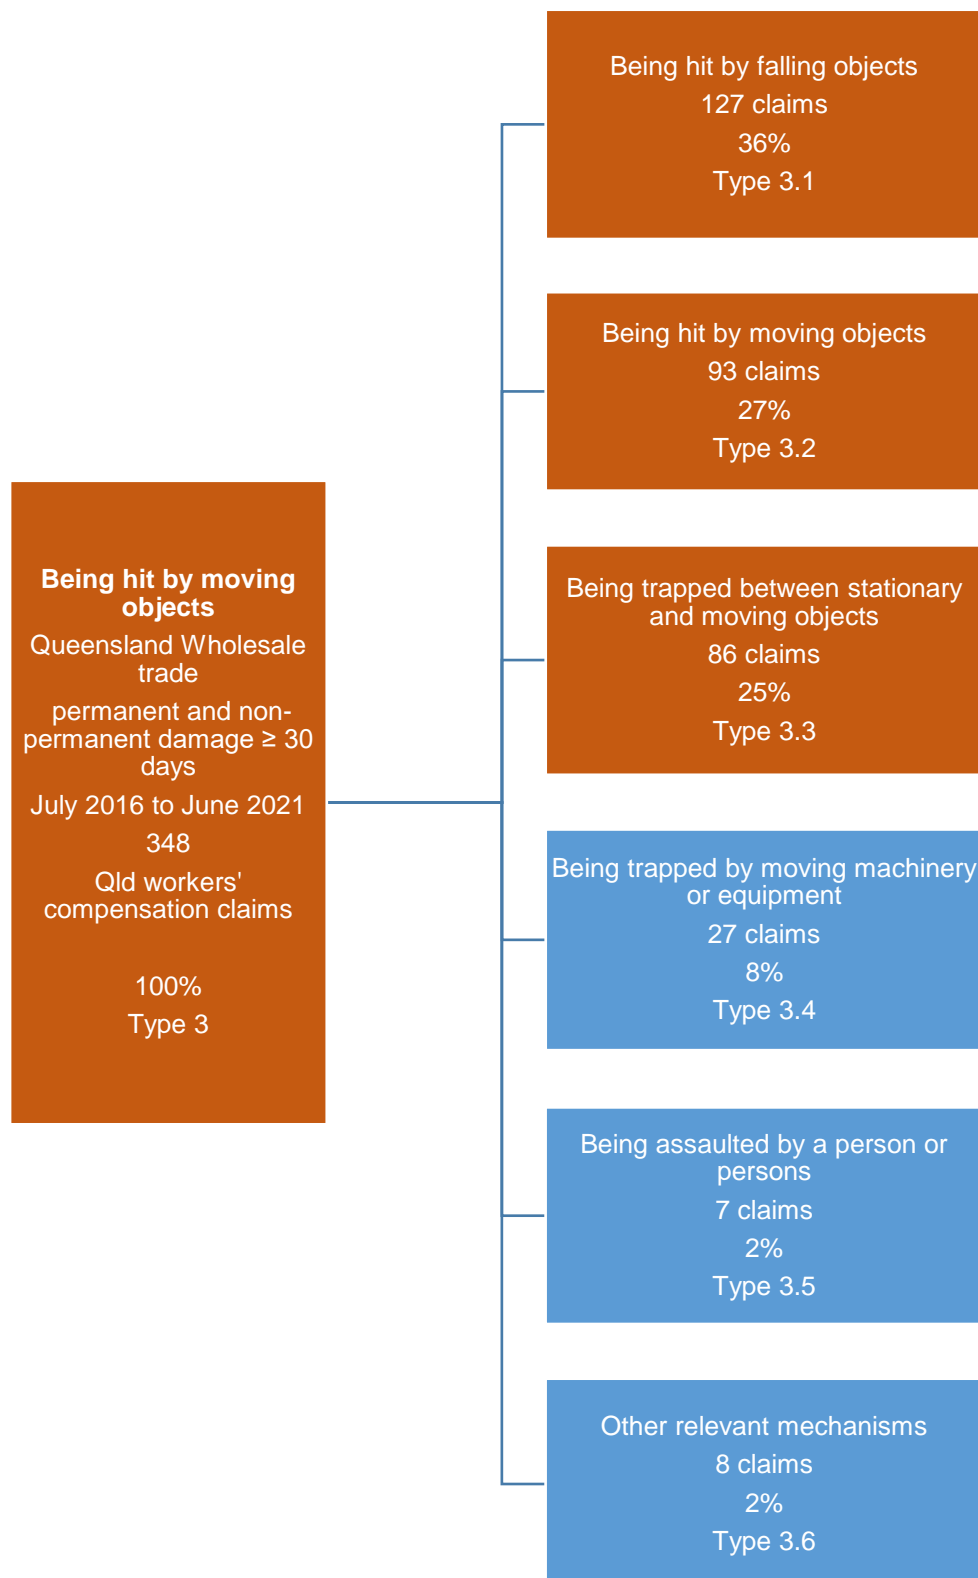 Being hit by moving
objects
Queensland Wholesale
trade
permanent and non-
permanent damage ≥ 30
days
July 2016 to June 2021
348
Qld workers'
compensation claims
100%
Type 3
Being hit by falling objects
127 claims
36%
Type 3.1
Being hit by moving objects
93 claims
27%
Type 3.2
Being trapped between stationary
and moving objects
86 claims
25%
Type 3.3
Being trapped by moving machinery
or equipment
27 claims
8%
Type 3.4
Being assaulted by a person or
persons
7 claims
2%
Type 3.5
Other relevant mechanisms
8 claims
2%
Type 3.6